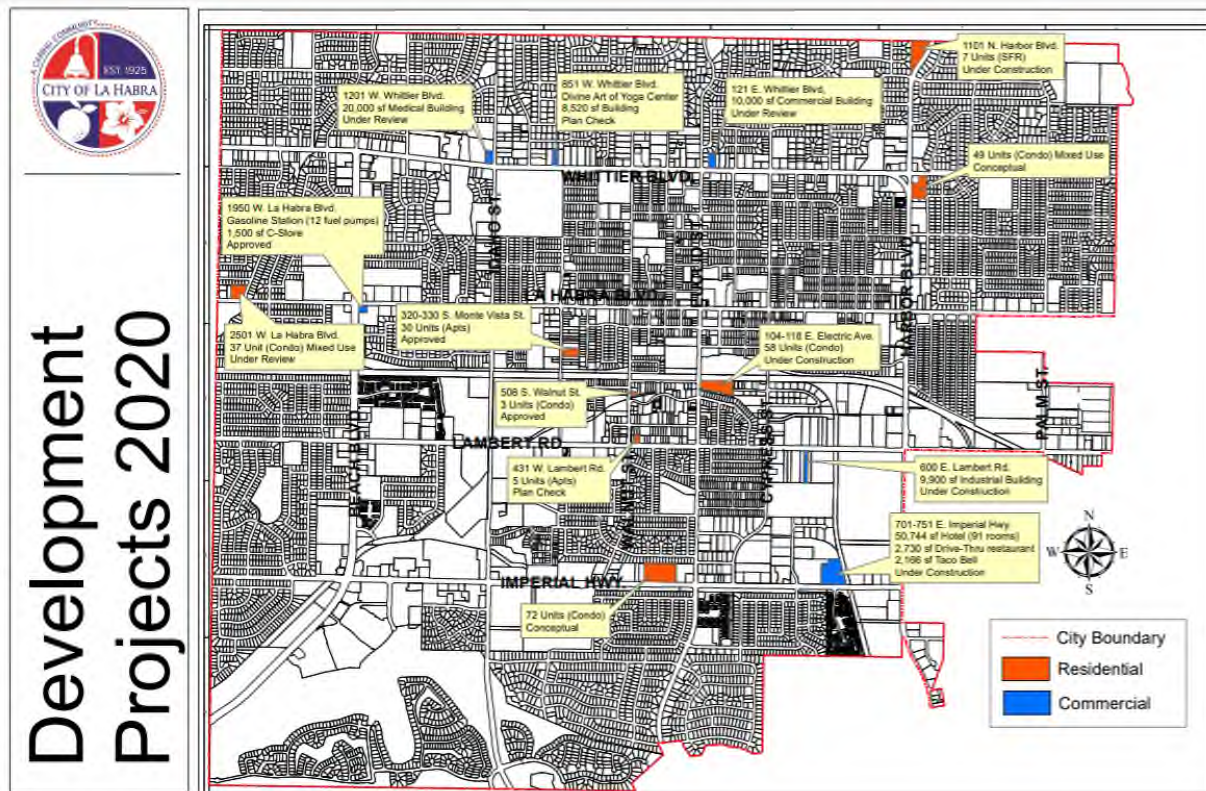 A CARING COMMUNITY
EST. 1925
CITY OF LA HABRA
Development
Projects 2020
1101 N. Harbor Blvd.
7 Units (SFR)
Under Construction
1201 W. Whittier Blvd.
20,000 sf Medical Building
Under Review
851 W. Whittier Blvd.
Divine Art of Yoga Center
8,520 sf of Building
Plan Check
121 E. Whittier Blvd,
10,000 sf of Commercial Building
Under Review
49 Units (Condo) Mixed Use
Conceptual
WHITTIER BLVD.
1950 W. La Habra Blvd.
Gasoline Station (12 fuel pumps)
1,500 sf C-Store
Approved
IDAHO ST.
EUCLID ST.
HARBOR BLVD
LA HABRA BLVD.
2501 W. La Habra Blvd.
37 Unit (Condo) Mixed Use
Under Review
320-330 S. Monte Vista St.
30 Units (Apts)
Approved
104-118 E. Electric Ave.
58 Units (Condo)
Under Construction
506 S. Walnut St.
3 Units (Condo)
Approved
PALM ST.
BEACH BLVD
LAMBERT RD.
WALNUT ST.
CYPRESS ST.
431 W. Lambert Rd.
5 Units (Apts)
Plan Check
600 E. Lambert Rd.
9,900 sf of Industrial Building
Under Construction
701-751 E. Imperial Hwy.
50,744 sf of Hotel (91 rooms)
2,730 sf of Drive-Thru restaurant
2,166 sf of Taco Bell
Under Construction
IMPERIAL HWY.
72 Units (Condo)
Conceptual
N
W
E
S
City Boundary
Residential
Commercial